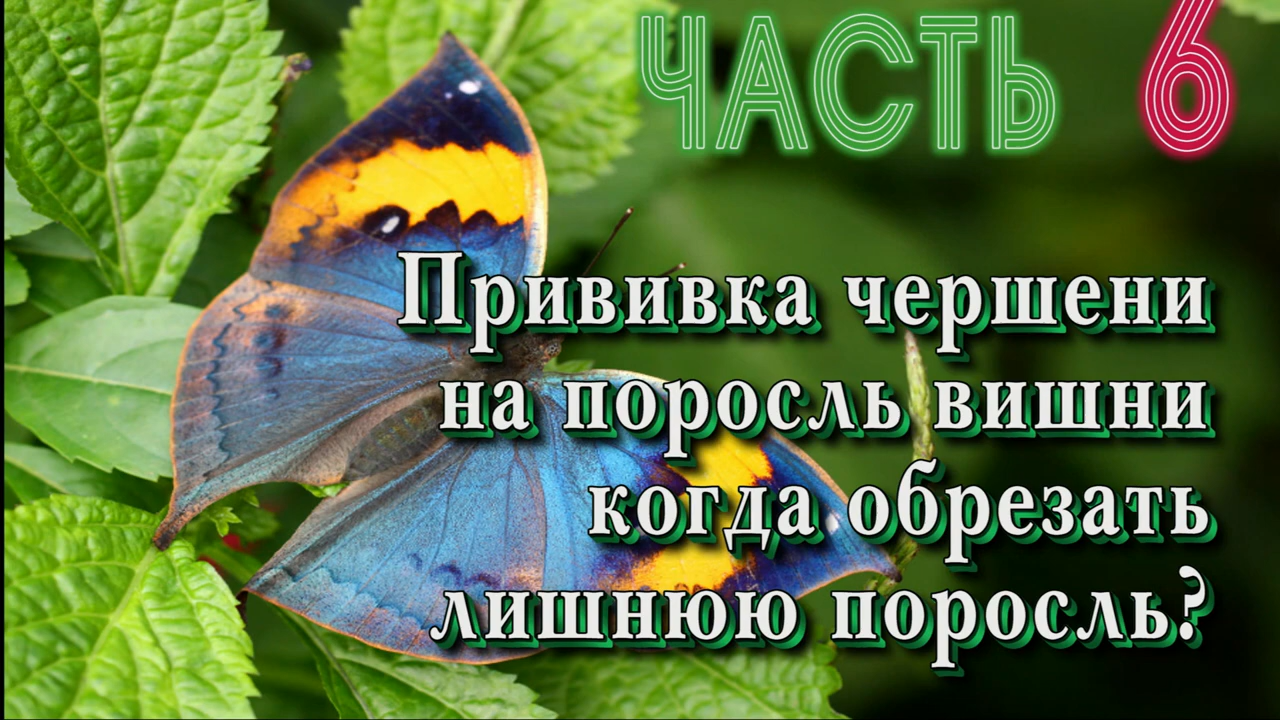 ЧАСТЬ 6
Прививка чершени
на поросль вишни
когда обрезать
лишнюю поросль?